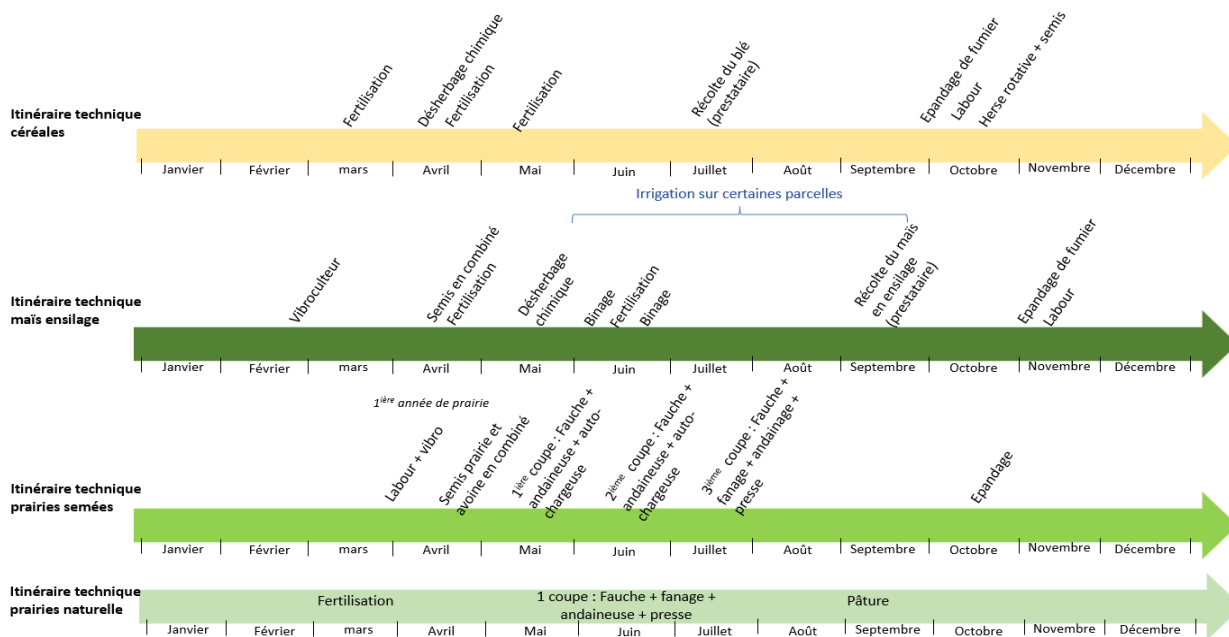 Itinéraire technique
céréales
Fertilisation
Désherbage chimique
Fertilisation
Fertilisation
Récolte du blé
(prestataire)
Epandage de fumier
Labour
Herse rotative + semis
Janvier
Février
mars
Avril
Mai
Juin
Juillet
Août
Septembre
Octobre
Novembre
Décembre
Irrigation sur certaines parcelles
Itinéraire technique
maïs ensilage
Vibroculteur
Semis en combiné
Fertilisation
Désherbage
chimique
Binage
Fertilisation
Binage
Récolte du maïs
en ensilage
(prestataire)
Epandage de fumier
Labour
Janvier
Février
mars
Avril
Mai
Juin
Juillet
Août
Septembre
Octobre
Novembre
Décembre
1ière année de prairie
Itinéraire technique
prairies semées
Labour + vibro
Semis prairie et
avoine en combiné
1ière coupe : Fauche +
andaineuse + auto-
chargeuse
2ième coupe : Fauche +
andaineuse + auto-
chargeuse
3ième coupe : Fauche +
fanage + andainage +
presse
Epandage
Janvier
Février
mars
Avril
Mai
Juin
Juillet
Août
Septembre
Octobre
Novembre
Décembre
Itinéraire technique
prairies naturelle
Fertilisation
1 coupe : Fauche + fanage +
andaineuse + presse
Pâture
Janvier
Février
mars
Avril
Mai
Juin
Juillet
Août
Septembre
Octobre
Novembre
Décembre